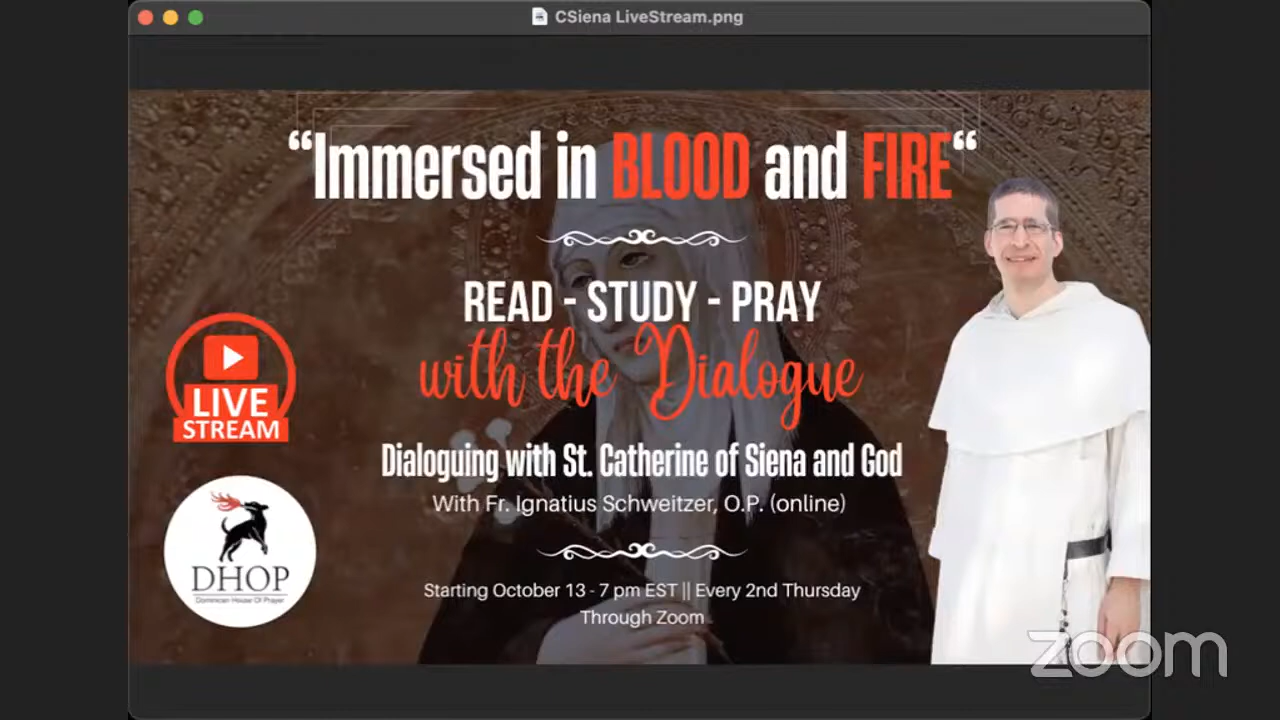 CSiena LiveStream.png
“Immersed in BLOOD and FIRE“
READ - STUDY - PRAY
with the Dialogue
LIVE
STREAM
Dialoguing with St. Catherine of Siena and God
With Fr. Ignatius Schweitzer, O.P. (online)
DHOP
Dominican House Of Prayer
Starting October 13 - 7 pm EST || Every 2nd Thursday
Through Zoom
zoom